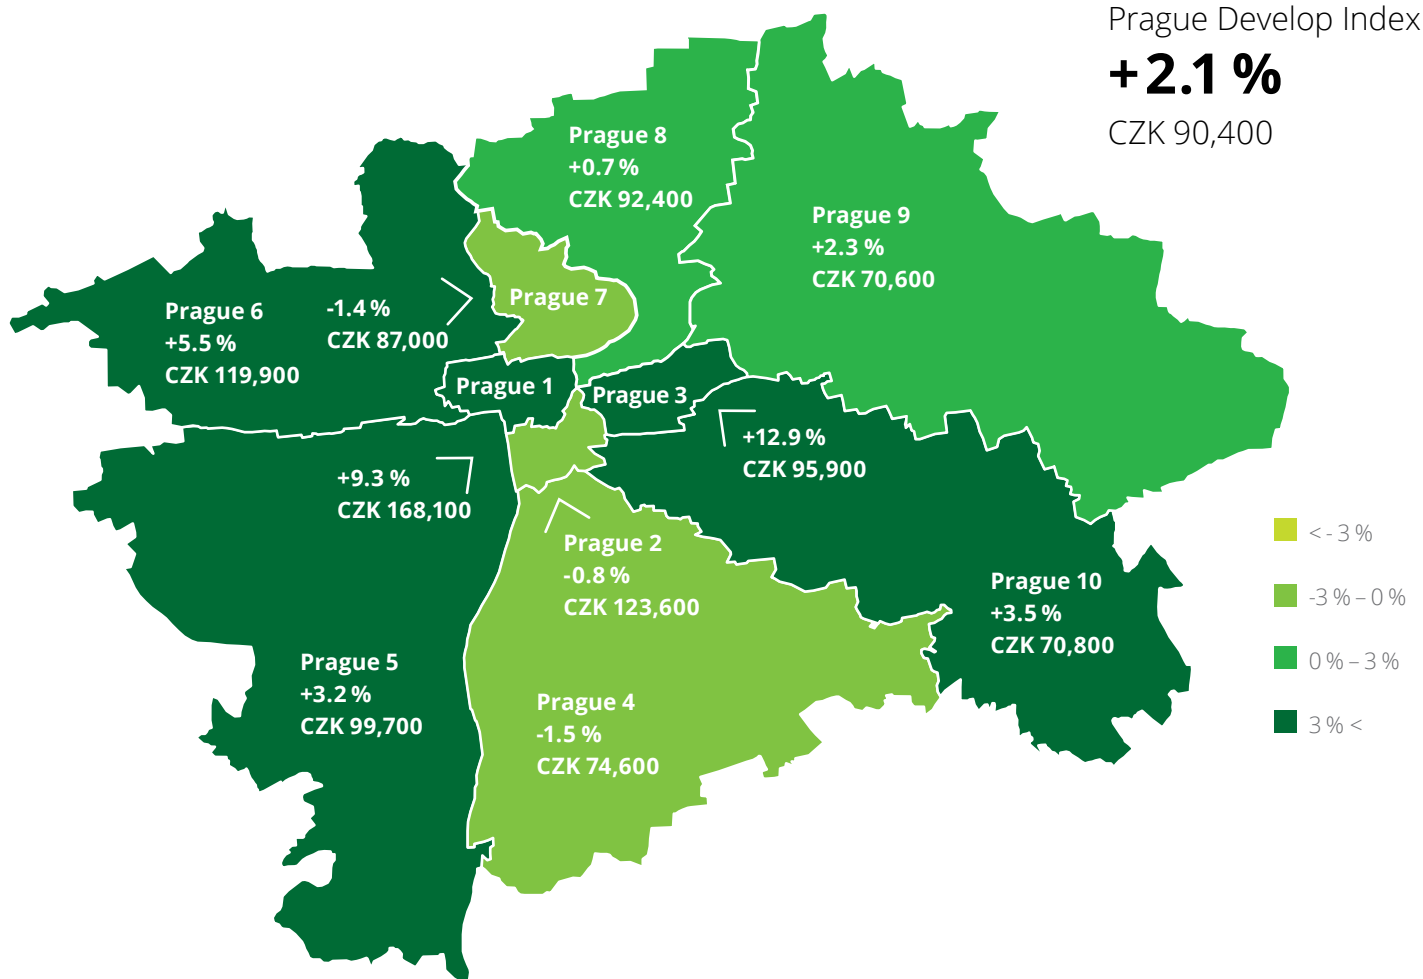 Prague Develop Index
+2.1 %
CZK 90,400
Prague 8
+0.7 %
CZK 92,400
Prague 9
+2.3 %
CZK 70,600
Prague 6
+5.5 %
CZK 119,900
-1.4 %
CZK 87,000
Prague 7
Prague 1
Prague 3
+12.9 %
CZK 95,900
+9.3 %
CZK 168,100
Prague 2
-0.8 %
CZK 123,600
Prague 10
+3.5 %
CZK 70,800
Prague 5
+3.2 %
CZK 99,700
Prague 4
-1.5 %
CZK 74,600
< - 3 %
-3 % – 0 %
0 % – 3 %
3 % <